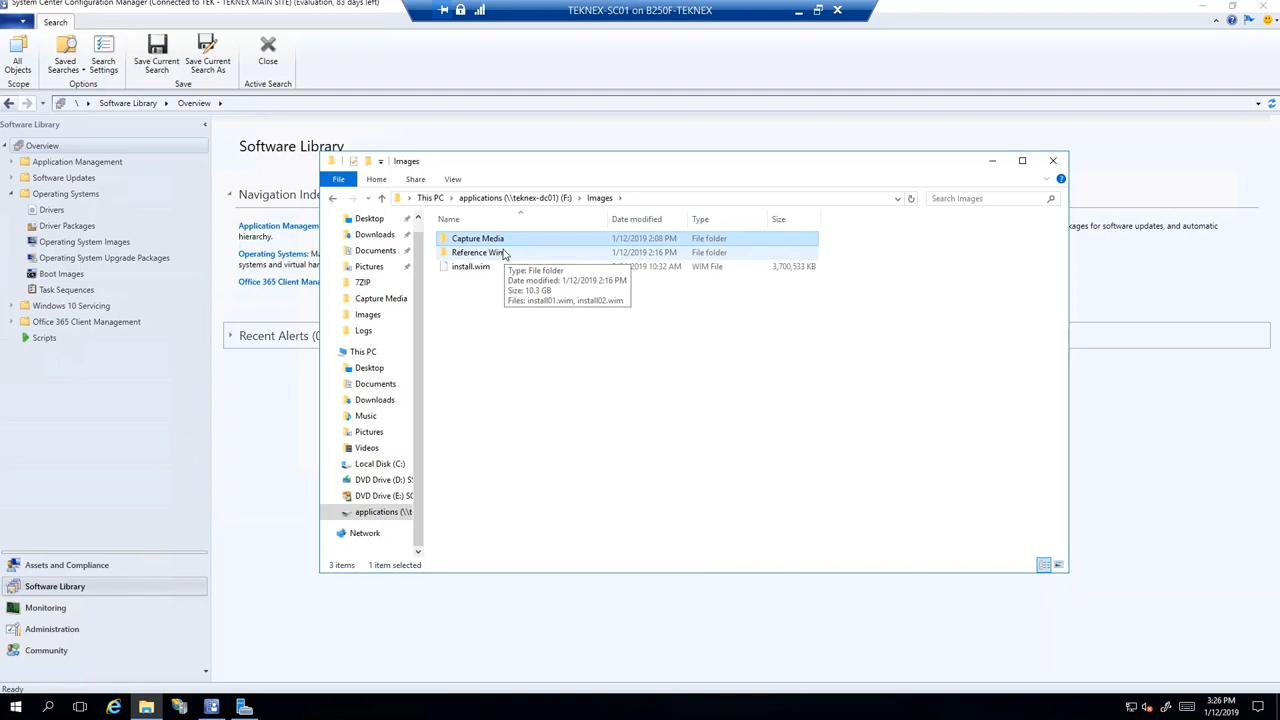 System Center Configuration Manager (Connected to TEK - TEKNEX MAIN SITE) (Evaluation, 83 days left)
TEKNEX-SC01 on B250F-TEKNEX
Search
All Objects
Saved Searches
Search Settings
Save Current Search
Save Current Search As
Close
Scope
Options
Save
Active Search
\ Software Library Overview
Software Library
Overview
Application Management
Software Updates
Operating Systems
Drivers
Driver Packages
Operating System Images
Operating System Upgrade Packages
Boot Images
Task Sequences
Windows 10 Servicing
Office 365 Client Management
Scripts
Assets and Compliance
Software Library
Monitoring
Administration
Community
Ready
Software Library
Navigation Ind
Application Managemen
hierarchy.
ckages for software updates, and automatic
Operating Systems: M
systems and virtual har
Office 365 Client Mana
Recent Alerts (0
Images
File
Home
Share
View
This PC
applications (\\teknex-dc01) (F:)
Images
Search Images
Name
Date modified
Type
Size
Capture Media
1/12/2019 2:08 PM
File folder
Reference Wim
1/12/2019 2:16 PM
File folder
install.wim
10:32 AM
WIM File
3,700,533 KB
Type: File folder
Date modified: 1/12/2019 2:16 PM
Size: 10.3 GB
Files: install01.wim, install02.wim
Desktop
Downloads
Documents
Pictures
7ZIP
Capture Media
Images
Logs
This PC
Desktop
Documents
Downloads
Music
Pictures
Videos
Local Disk (C:)
DVD Drive (D:) S
DVD Drive (E:) SC
applications (\\t
Network
3 items
1 item selected
3:26 PM
1/12/2019